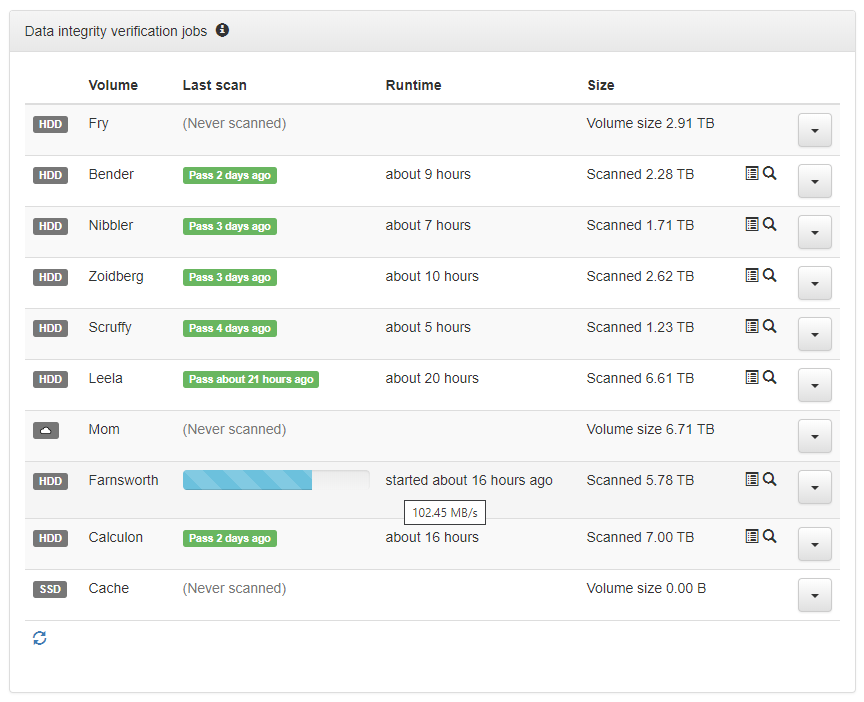 Data integrity verification jobs
Volume Last scan Runtime Size
HDD Fry (Never scanned) Volume size 2.91 TB
HDD Bender Pass 2 days ago about 9 hours Scanned 2.28 TB
HDD Nibbler Pass 3 days ago about 7 hours Scanned 1.71 TB
HDD Zoidberg Pass 3 days ago about 10 hours Scanned 2.62 TB
HDD Scruffy Pass 4 days ago about 5 hours Scanned 1.23 TB
HDD Leela Pass about 21 hours ago about 20 hours Scanned 6.61 TB
Mom (Never scanned) Volume size 6.71 TB
HDD Farnsworth started about 16 hours ago Scanned 5.78 TB
102.45 MB/s
HDD Calculon Pass 2 days ago about 16 hours Scanned 7.00 TB
SSD Cache (Never scanned) Volume size 0.00 B